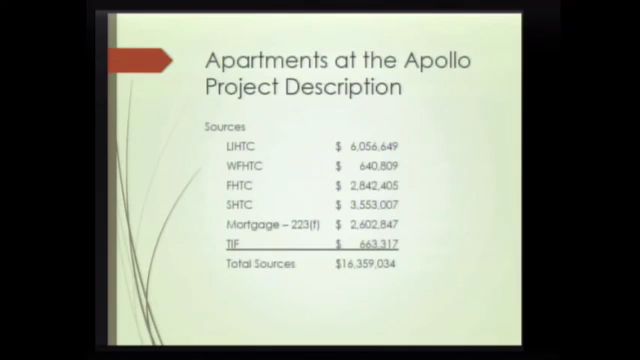 Apartments at the Apollo
Project Description
Sources
LIHTC $ 6,056,649
WFHTC $ 640,809
FHTC $ 2,842,405
SHTC $ 3,553,007
Mortgage – 223(f) $ 2,602,847
TIF $ 663,317
Total Sources $16,359,034